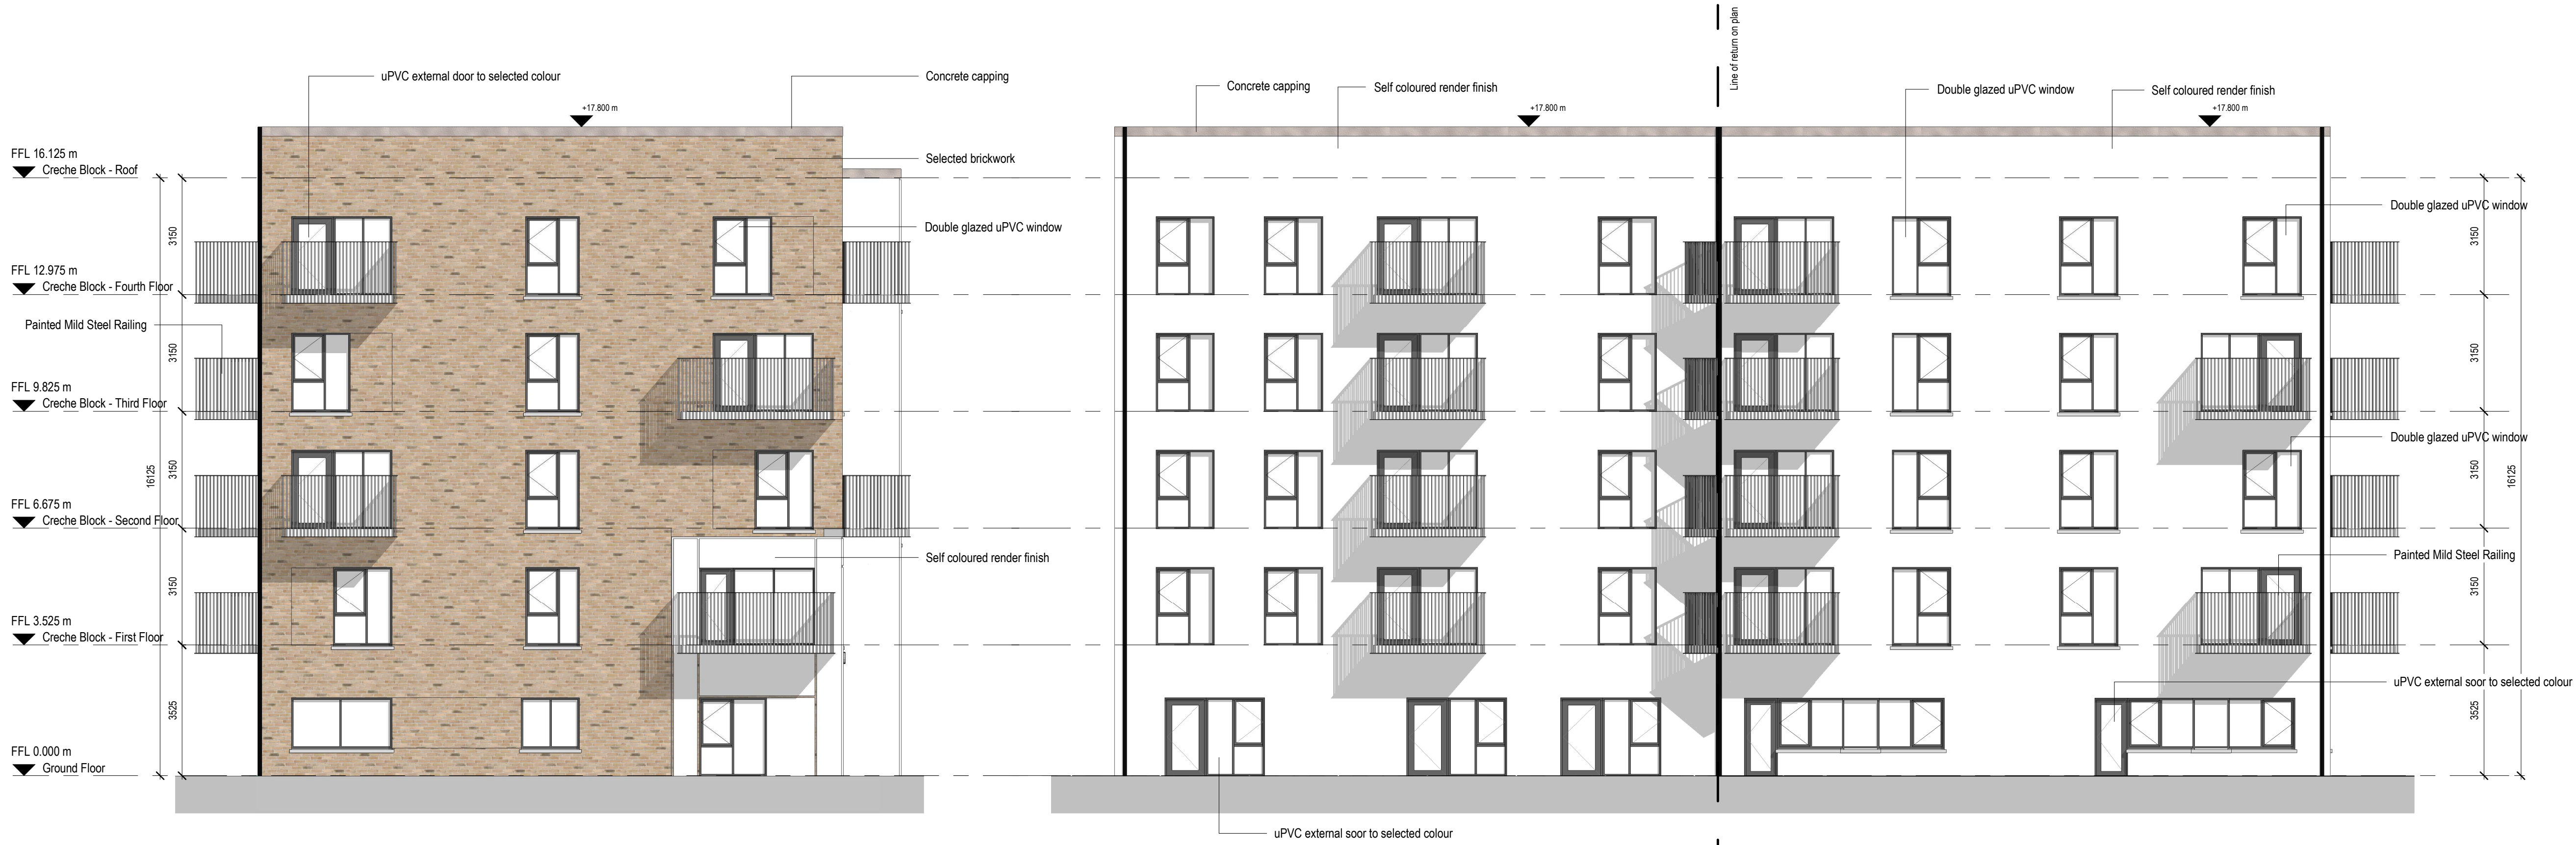 Line of return on plan
uPVC external door to selected colour
Concrete capping
Concrete capping
Self coloured render finish
Double glazed uPVC window
Self coloured render finish
+17.800 m
+17.800 m
+17.800 m
FFL 16.125 m
Creche Block - Roof
Selected brickwork
Double glazed uPVC window
Double glazed uPVC window
3150
3150
FFL 12.975 m
Creche Block - Fourth Floor
Painted Mild Steel Railing
3150
3150
FFL 9.825 m
Creche Block - Third Floor
Double glazed uPVC window
16125
3150
3150
16125
FFL 6.675 m
Creche Block - Second Floor
Self coloured render finish
Painted Mild Steel Railing
3150
3150
FFL 3.525 m
Creche Block - First Floor
uPVC external soor to selected colour
3525
3525
FFL 0.000 m
Ground Floor
uPVC external soor to selected colour